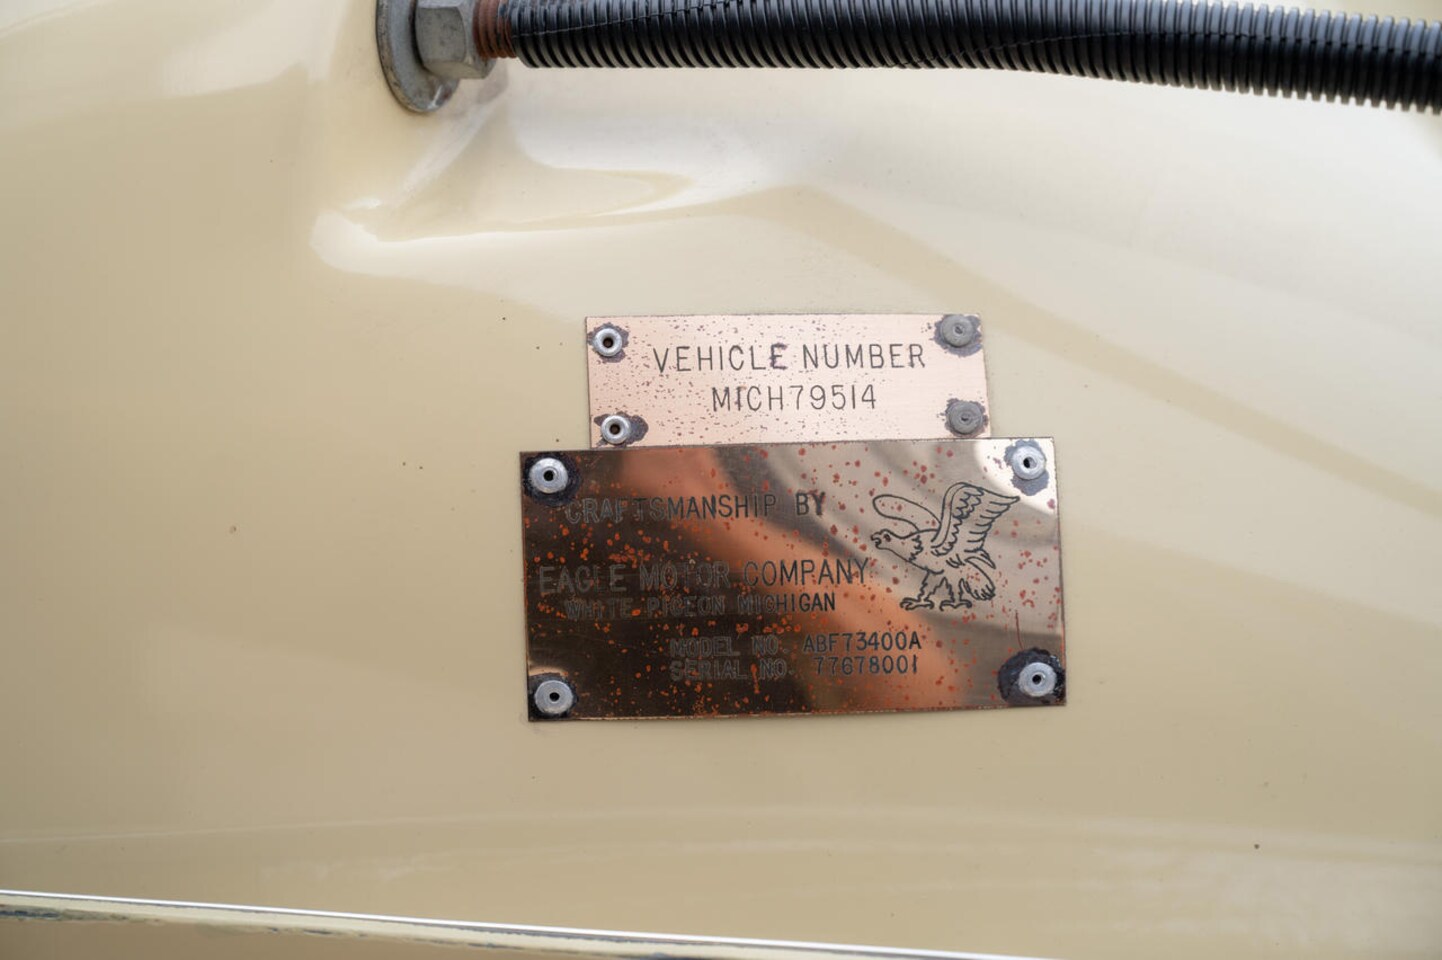 VEHICLE NUMBER
MICH79514
CRAFTSMANSHIP BY
EAGLE MOTOR COMPANY
WHITE PIGEON MICHIGAN
MODEL NO. ABF73400A
SERIAL NO. 77678001